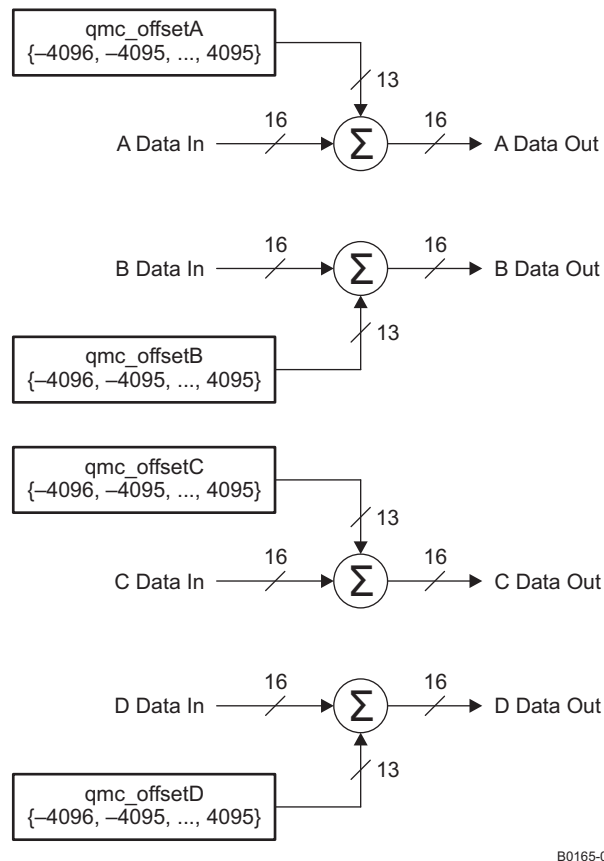 qmc_offsetA
{–4096, –4095, ..., 4095}
13
16
16
A Data In
Σ
A Data Out
16
16
B Data In
Σ
B Data Out
13
qmc_offsetB
{–4096, –4095, ..., 4095}
qmc_offsetC
{–4096, –4095, ..., 4095}
13
16
16
C Data In
Σ
C Data Out
16
16
D Data In
Σ
D Data Out
13
qmc_offsetD
{–4096, –4095, ..., 4095}